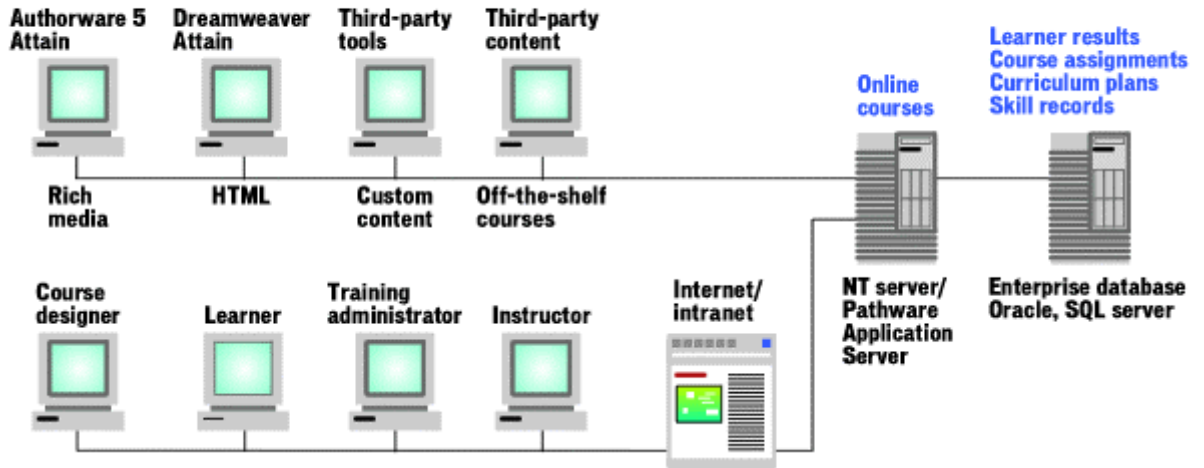 Authorware 5
Attain
Dreamweaver
Attain
Third-party
tools
Third-party
content
Learner results
Course assignments
Curriculum plans
Skill records
Online
courses
Rich
media
HTML
Custom
content
Off-the-shelf
courses
Course
designer
Learner
Training
administrator
Instructor
Internet/
intranet
NT server/
Pathware
Application
Server
Enterprise database
Oracle, SQL server